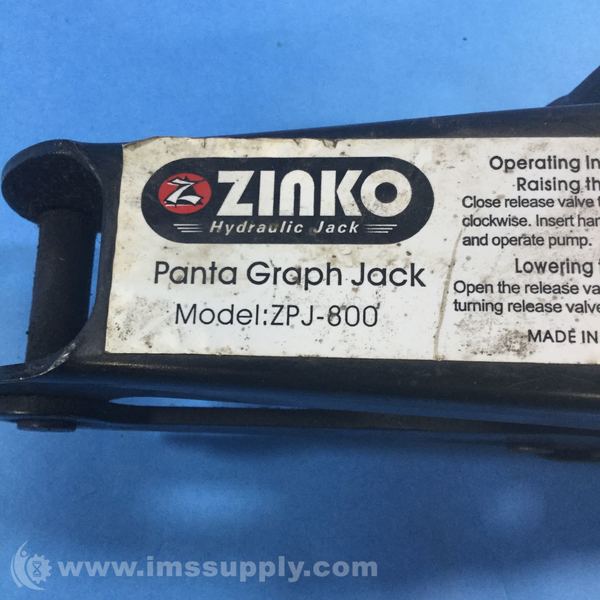 Z ZINKO
Hydraulic Jack
Panta Graph Jack
Model:ZPJ-800
Operating In
Raising th
Close release valve t
clockwise. Insert han
and operate pump.
Lowering
Open the release va
turning release valve
MADE IN
www.imssupply.com